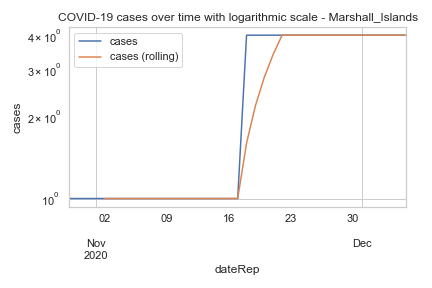 COVID-19 cases over time with logarithmic scale - Marshall_Islands
cases
cases (rolling)
4 × 10⁰
3 × 10⁰
2 × 10⁰
10⁰
cases
02 09 16 23 30
Nov Dec
2020
dateRep